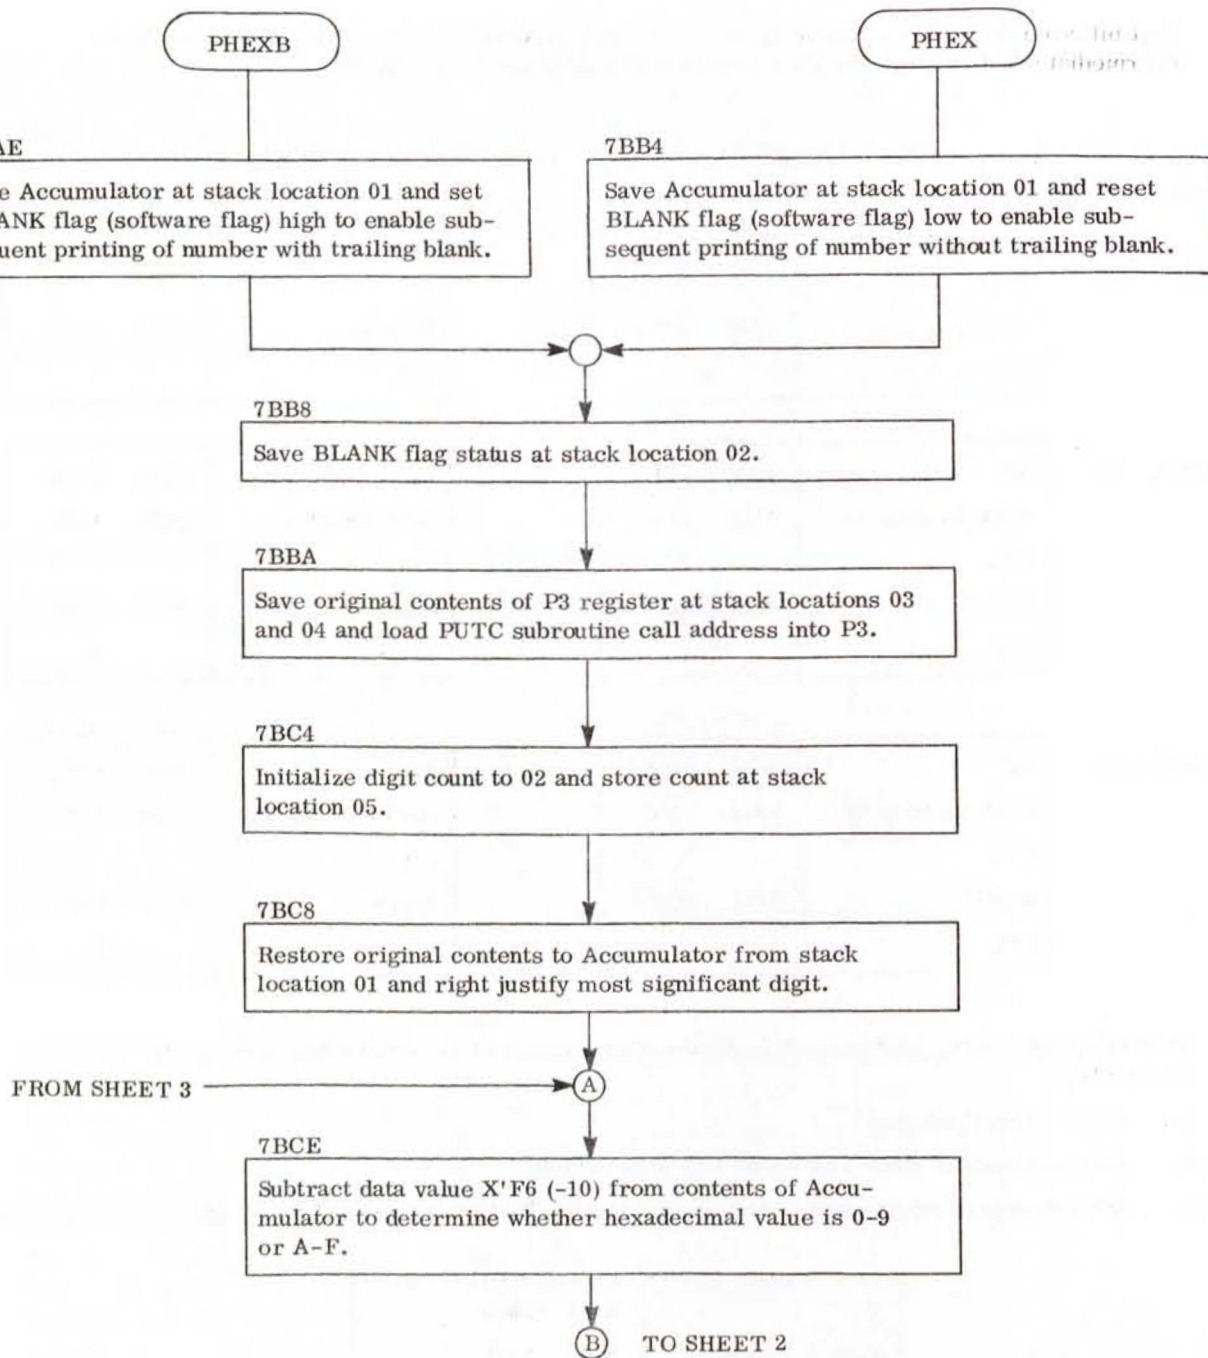 PHEXB
PHEX
AE
e Accumulator at stack location 01 and set
ANK flag (software flag) high to enable sub-
uent printing of number with trailing blank.
7BB4
Save Accumulator at stack location 01 and reset
BLANK flag (software flag) low to enable sub-
sequent printing of number without trailing blank.
7BB8
Save BLANK flag status at stack location 02.
7BBA
Save original contents of P3 register at stack locations 03
and 04 and load PUTC subroutine call address into P3.
7BC4
Initialize digit count to 02 and store count at stack
location 05.
7BC8
Restore original contents to Accumulator from stack
location 01 and right justify most significant digit.
FROM SHEET 3
A
7BCE
Subtract data value X'F6 (-10) from contents of Accu-
mulator to determine whether hexadecimal value is 0-9
or A-F.
B TO SHEET 2